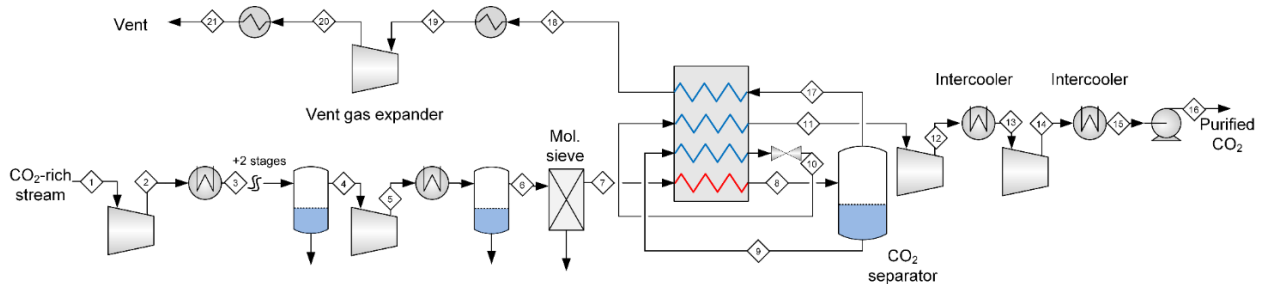 Vent
21
20
19
18
Vent gas expander
17
11
10
8
9
Intercooler
Intercooler
12
13
14
15
16
Purified
CO₂
CO₂
separator
CO₂-rich
stream
1
2
3
+2 stages
4
5
6
Mol.
sieve
7